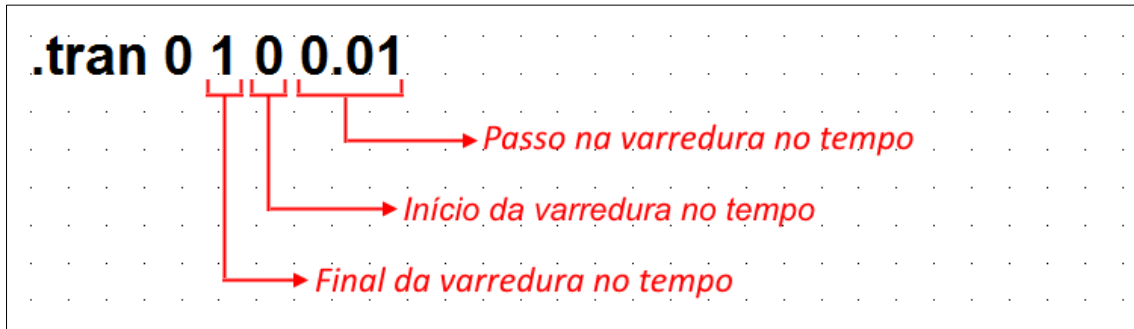 .tran 0 1 0 0.01
Passo na varredura no tempo
Início da varredura no tempo
Final da varredura no tempo